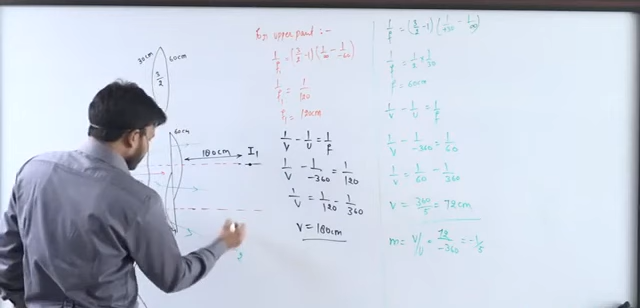 30cm
60cm
3/2
60cm
180cm
I₁
For upper part :-
1/f₁ = (3/2 - 1)(1/∞ - 1/-60)
1/f₁ = 1/120
f₁ = 120cm
1/v - 1/u = 1/f
1/v - 1/-360 = 1/120
1/v = 1/120 - 1/360
v = 180cm
1/f = (3/2 - 1)(1/+30 - 1/∞)
1/f = 1/2 × 1/30
f = 60cm
1/v - 1/u = 1/f
1/v - 1/-360 = 1/60
1/v = 1/60 - 1/360
v = 360/5 = 72cm
m = v/u = 72/-360 = -1/5